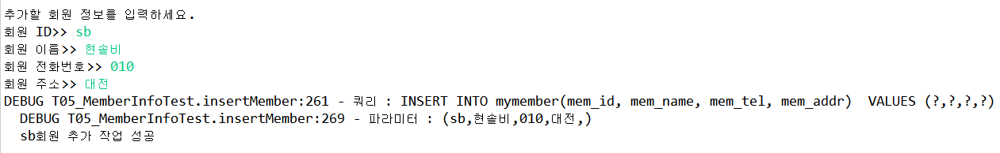 추가할 회원 정보를 입력하세요.
회원 ID>> sb
회원 이름>> 현솔비
회원 전화번호>> 010
회원 주소>> 대전
DEBUG T05_MemberInfoTest.insertMember:261 - 쿼리 : INSERT INTO mymember(mem_id, mem_name, mem_tel, mem_addr)  VALUES (?,?,?,?)
  DEBUG T05_MemberInfoTest.insertMember:269 - 파라미터 : (sb,현솔비,010,대전,)
  sb회원 추가 작업 성공